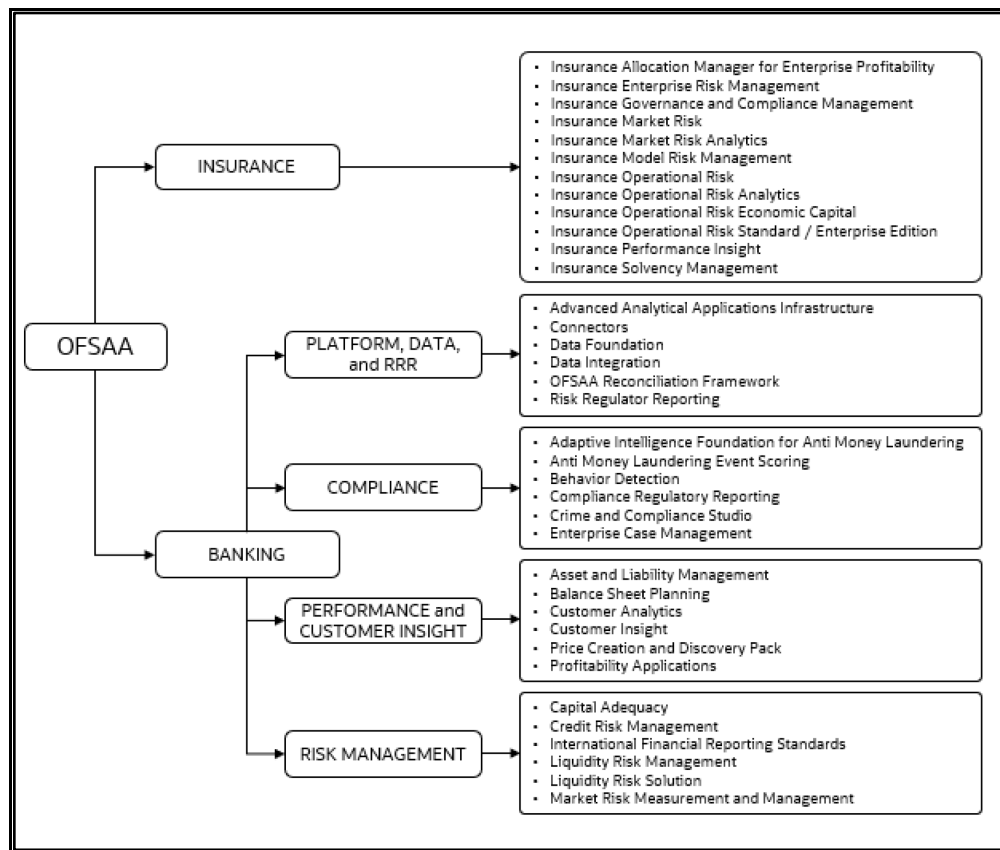 OFSAA
INSURANCE
• Insurance Allocation Manager for Enterprise Profitability
• Insurance Enterprise Risk Management
• Insurance Governance and Compliance Management
• Insurance Market Risk
• Insurance Market Risk Analytics
• Insurance Model Risk Management
• Insurance Operational Risk
• Insurance Operational Risk Analytics
• Insurance Operational Risk Economic Capital
• Insurance Operational Risk Standard / Enterprise Edition
• Insurance Performance Insight
• Insurance Solvency Management
BANKING
PLATFORM, DATA,
and RRR
• Advanced Analytical Applications Infrastructure
• Connectors
• Data Foundation
• Data Integration
• OFSAA Reconciliation Framework
• Risk Regulator Reporting
COMPLIANCE
• Adaptive Intelligence Foundation for Anti Money Laundering
• Anti Money Laundering Event Scoring
• Behavior Detection
• Compliance Regulatory Reporting
• Crime and Compliance Studio
• Enterprise Case Management
PERFORMANCE and
CUSTOMER INSIGHT
• Asset and Liability Management
• Balance Sheet Planning
• Customer Analytics
• Customer Insight
• Price Creation and Discovery Pack
• Profitability Applications
RISK MANAGEMENT
• Capital Adequacy
• Credit Risk Management
• International Financial Reporting Standards
• Liquidity Risk Management
• Liquidity Risk Solution
• Market Risk Measurement and Management